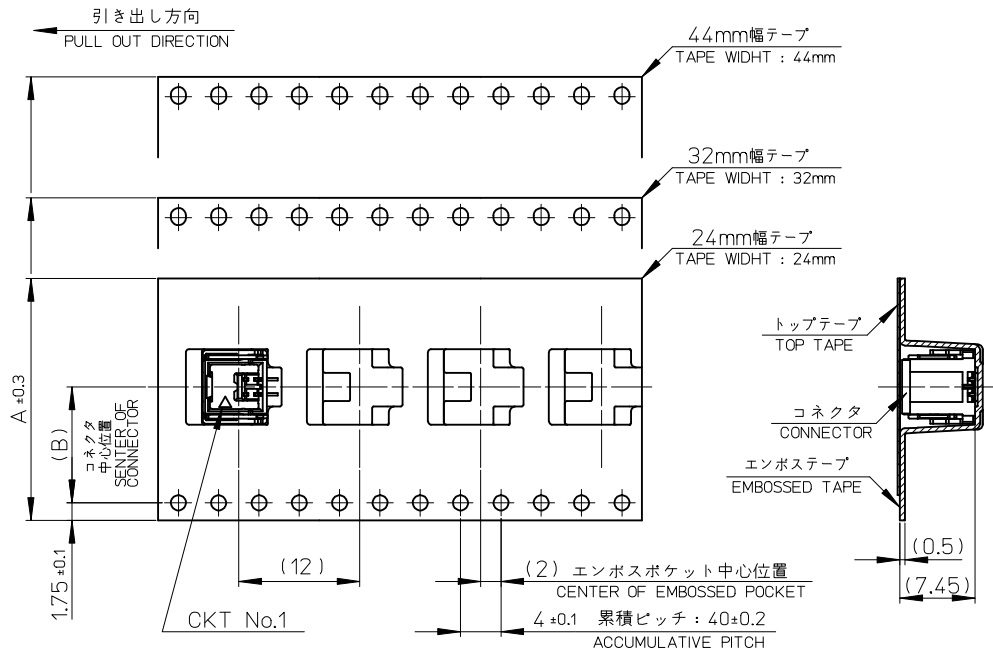 引き出し方向
PULL OUT DIRECTION
44mm幅テープ
TAPE WIDHT : 44mm
32mm幅テープ
TAPE WIDHT : 32mm
24mm幅テープ
TAPE WIDHT : 24mm
トップテープ
TOP TAPE
コネクタ
CONNECTOR
エンボステープ
EMBOSSED TAPE
A ±0.3
(B)
コネクタ
中心位置
SENTER OF
CONNECTOR
1.75 ±0.1
(12)
(2) エンボスポケット中心位置
CENTER OF EMBOSSED POCKET
4 ±0.1 累積ピッチ : 40±0.2
ACCUMULATIVE PITCH
CKT No.1
(0.5)
(7.45)